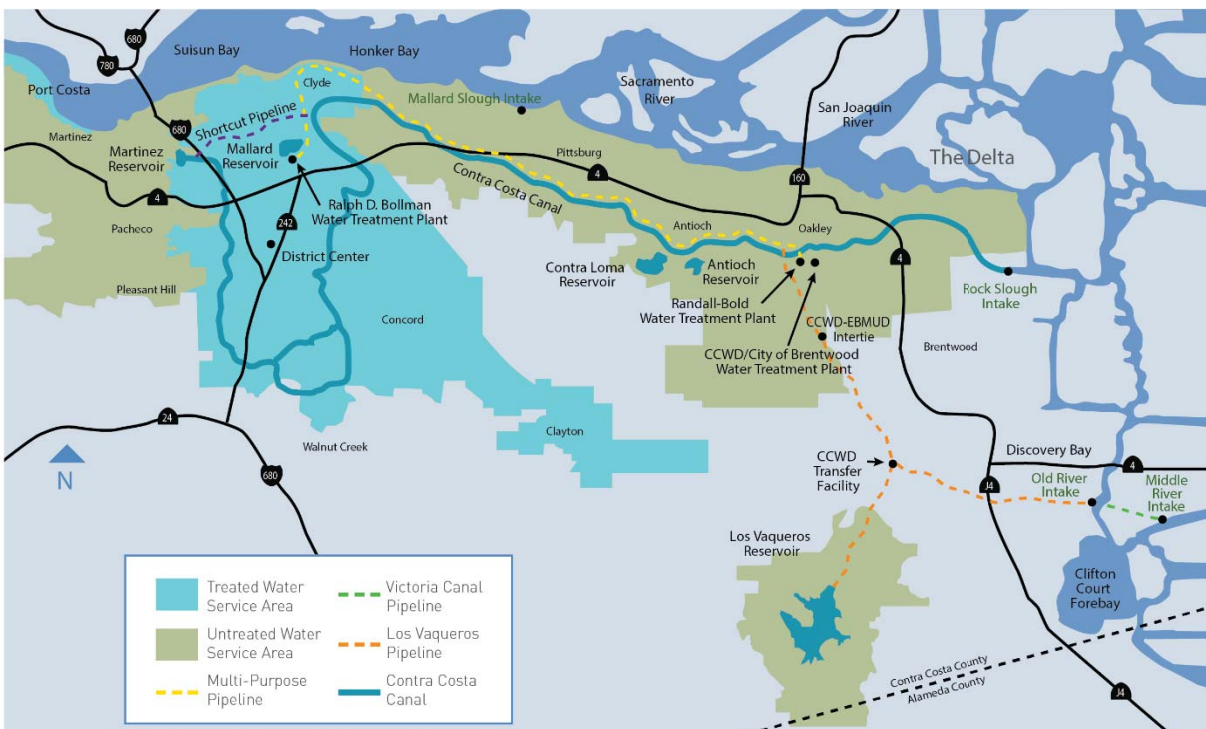 680
780
Suisun Bay
Honker Bay
Port Costa
Clyde
Sacramento
River
Mallard Slough Intake
San Joaquin
River
Shortcut Pipeline
680
Martinez
Martinez
Reservoir
Mallard
Reservoir
Pittsburg
4
160
The Delta
Contra Costa Canal
4
Ralph D. Bollman
Water Treatment Plant
242
Pacheco
District Center
Antioch
Oakley
4
Contra Loma
Reservoir
Antioch
Reservoir
Rock Slough
Intake
Pleasant Hill
Randall-Bold
Water Treatment Plant
Concord
CCWD-EBMUD
Intertie
Brentwood
CCWD/City of Brentwood
Water Treatment Plant
24
Walnut Creek
Clayton
N
680
CCWD
Transfer
Facility
Discovery Bay
4
J4
Old River
Intake
Middle
River
Intake
Los Vaqueros
Reservoir
Clifton
Court
Forebay
Contra Costa County
Alameda County
J4
Treated Water
Service Area
Untreated Water
Service Area
Multi-Purpose
Pipeline
Victoria Canal
Pipeline
Los Vaqueros
Pipeline
Contra Costa
Canal